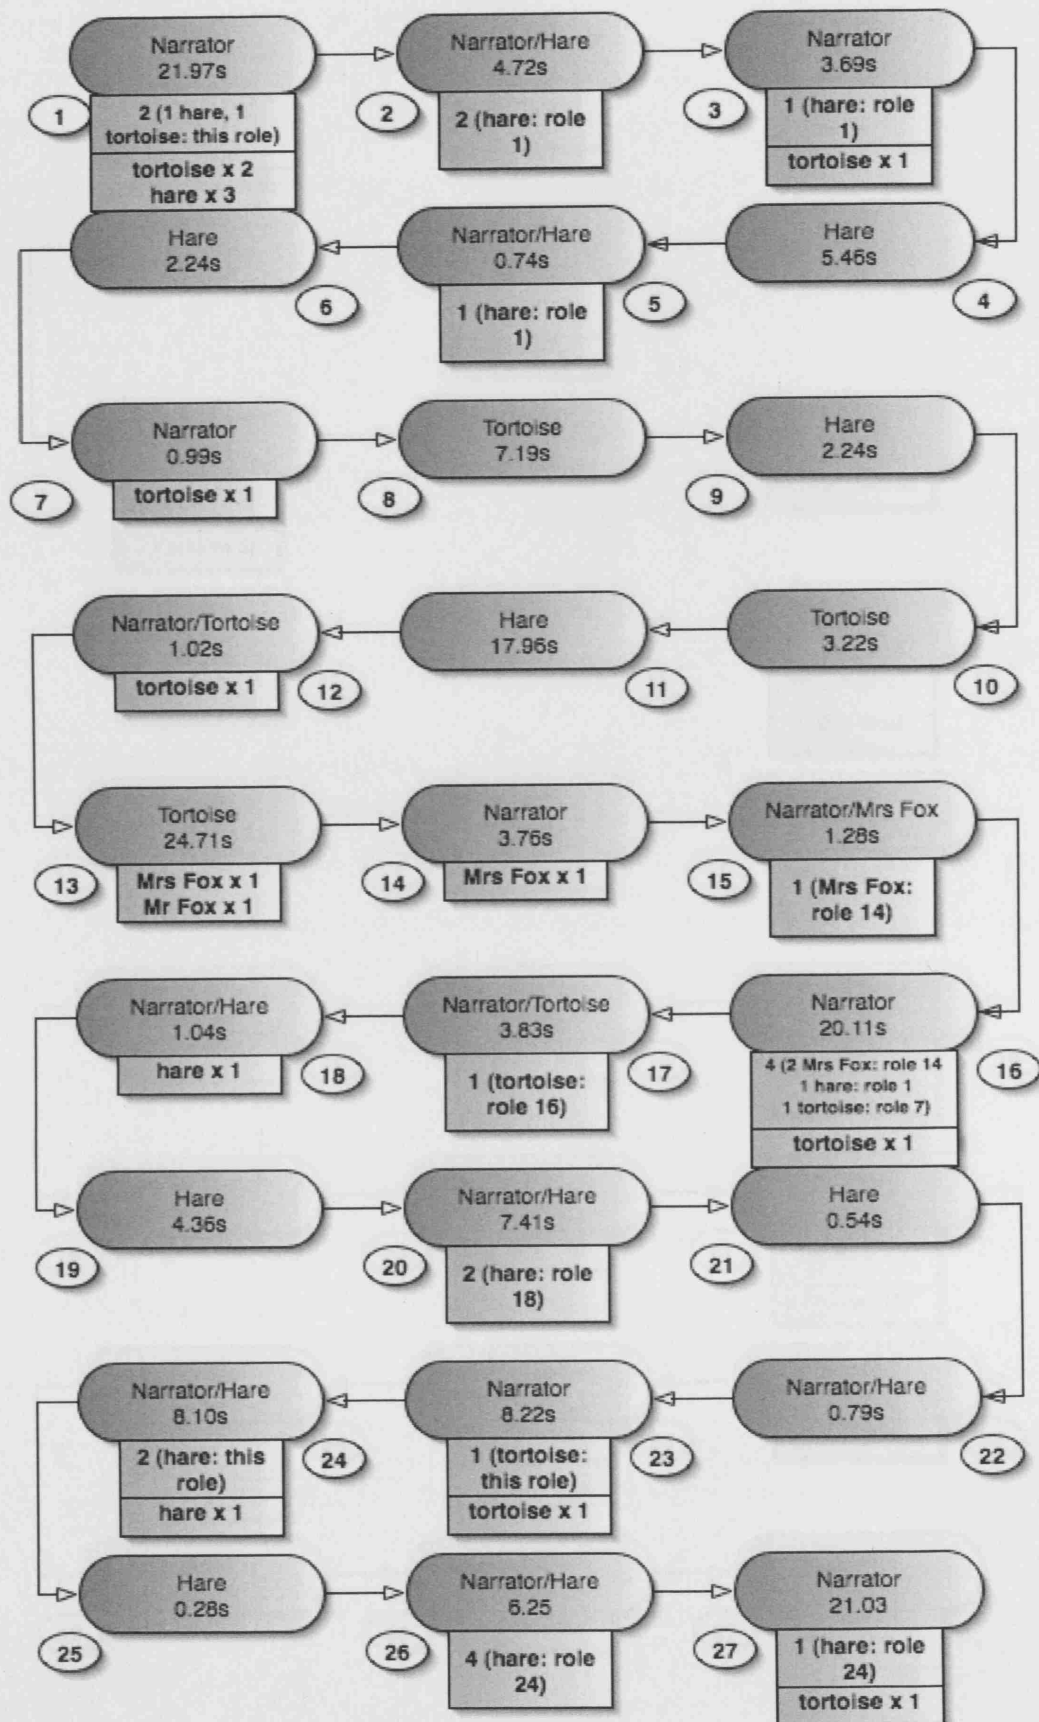 Narrator
21.97s
1
2 (1 hare, 1
tortoise: this role)
tortoise x 2
hare x 3
Narrator/Hare
4.72s
2
2 (hare: role
1)
Narrator
3.69s
3
1 (hare: role
1)
tortoise x 1
Hare
5.46s
4
Narrator/Hare
0.74s
5
1 (hare: role
1)
Hare
2.24s
6
Narrator
0.99s
7
tortoise x 1
Tortoise
7.19s
8
Hare
2.24s
9
Tortoise
3.22s
10
Hare
17.96s
11
Narrator/Tortoise
1.02s
12
tortoise x 1
Tortoise
24.71s
13
Mrs Fox x 1
Mr Fox x 1
Narrator
3.76s
14
Mrs Fox x 1
Narrator/Mrs Fox
1.28s
15
1 (Mrs Fox:
role 14)
Narrator
20.11s
16
4 (2 Mrs Fox: role 14
1 hare: role 1
1 tortoise: role 7)
tortoise x 1
Narrator/Tortoise
3.83s
17
1 (tortoise:
role 16)
Narrator/Hare
1.04s
18
hare x 1
Hare
4.36s
19
Narrator/Hare
7.41s
20
2 (hare: role
18)
Hare
0.54s
21
Narrator/Hare
0.79s
22
Narrator
8.22s
23
1 (tortoise:
this role)
tortoise x 1
Narrator/Hare
8.10s
24
2 (hare: this
role)
hare x 1
Hare
0.28s
25
Narrator/Hare
6.25
26
4 (hare: role
24)
Narrator
21.03
27
1 (hare: role
24)
tortoise x 1